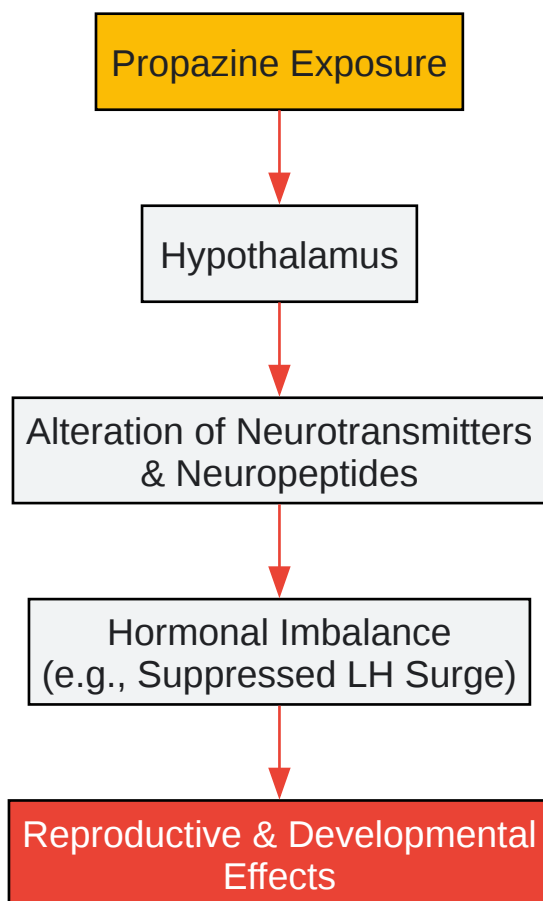 Propazine Exposure
Hypothalamus
Alteration of Neurotransmitters
& Neuropeptides
Hormonal Imbalance
(e.g., Suppressed LH Surge)
Reproductive & Developmental
Effects